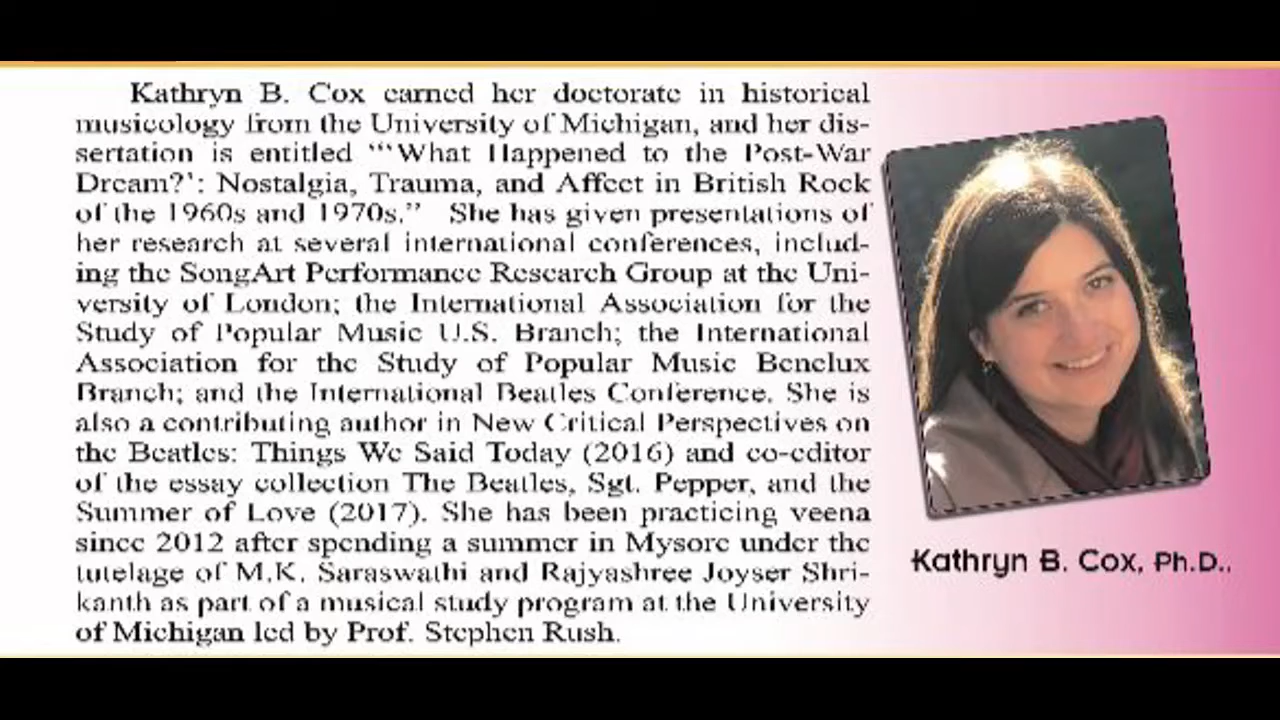 Kathryn B. Cox earned her doctorate in historical
musicology from the University of Michigan, and her dis-
sertation is entitled “‘What Happened to the Post-War
Dream?’: Nostalgia, Trauma, and Affect in British Rock
of the 1960s and 1970s.” She has given presentations of
her research at several international conferences, includ-
ing the SongArt Performance Research Group at the Uni-
versity of London; the International Association for the
Study of Popular Music U.S. Branch; the International
Association for the Study of Popular Music Benelux
Branch; and the International Beatles Conference. She is
also a contributing author in New Critical Perspectives on
the Beatles: Things We Said Today (2016) and co-editor
of the essay collection The Beatles, Sgt. Pepper, and the
Summer of Love (2017). She has been practicing veena
since 2012 after spending a summer in Mysore under the
tutelage of M.K. Saraswathi and Rajyashree Joyser Shri-
kanth as part of a musical study program at the University
of Michigan led by Prof. Stephen Rush.
Kathryn B. Cox, Ph.D.,